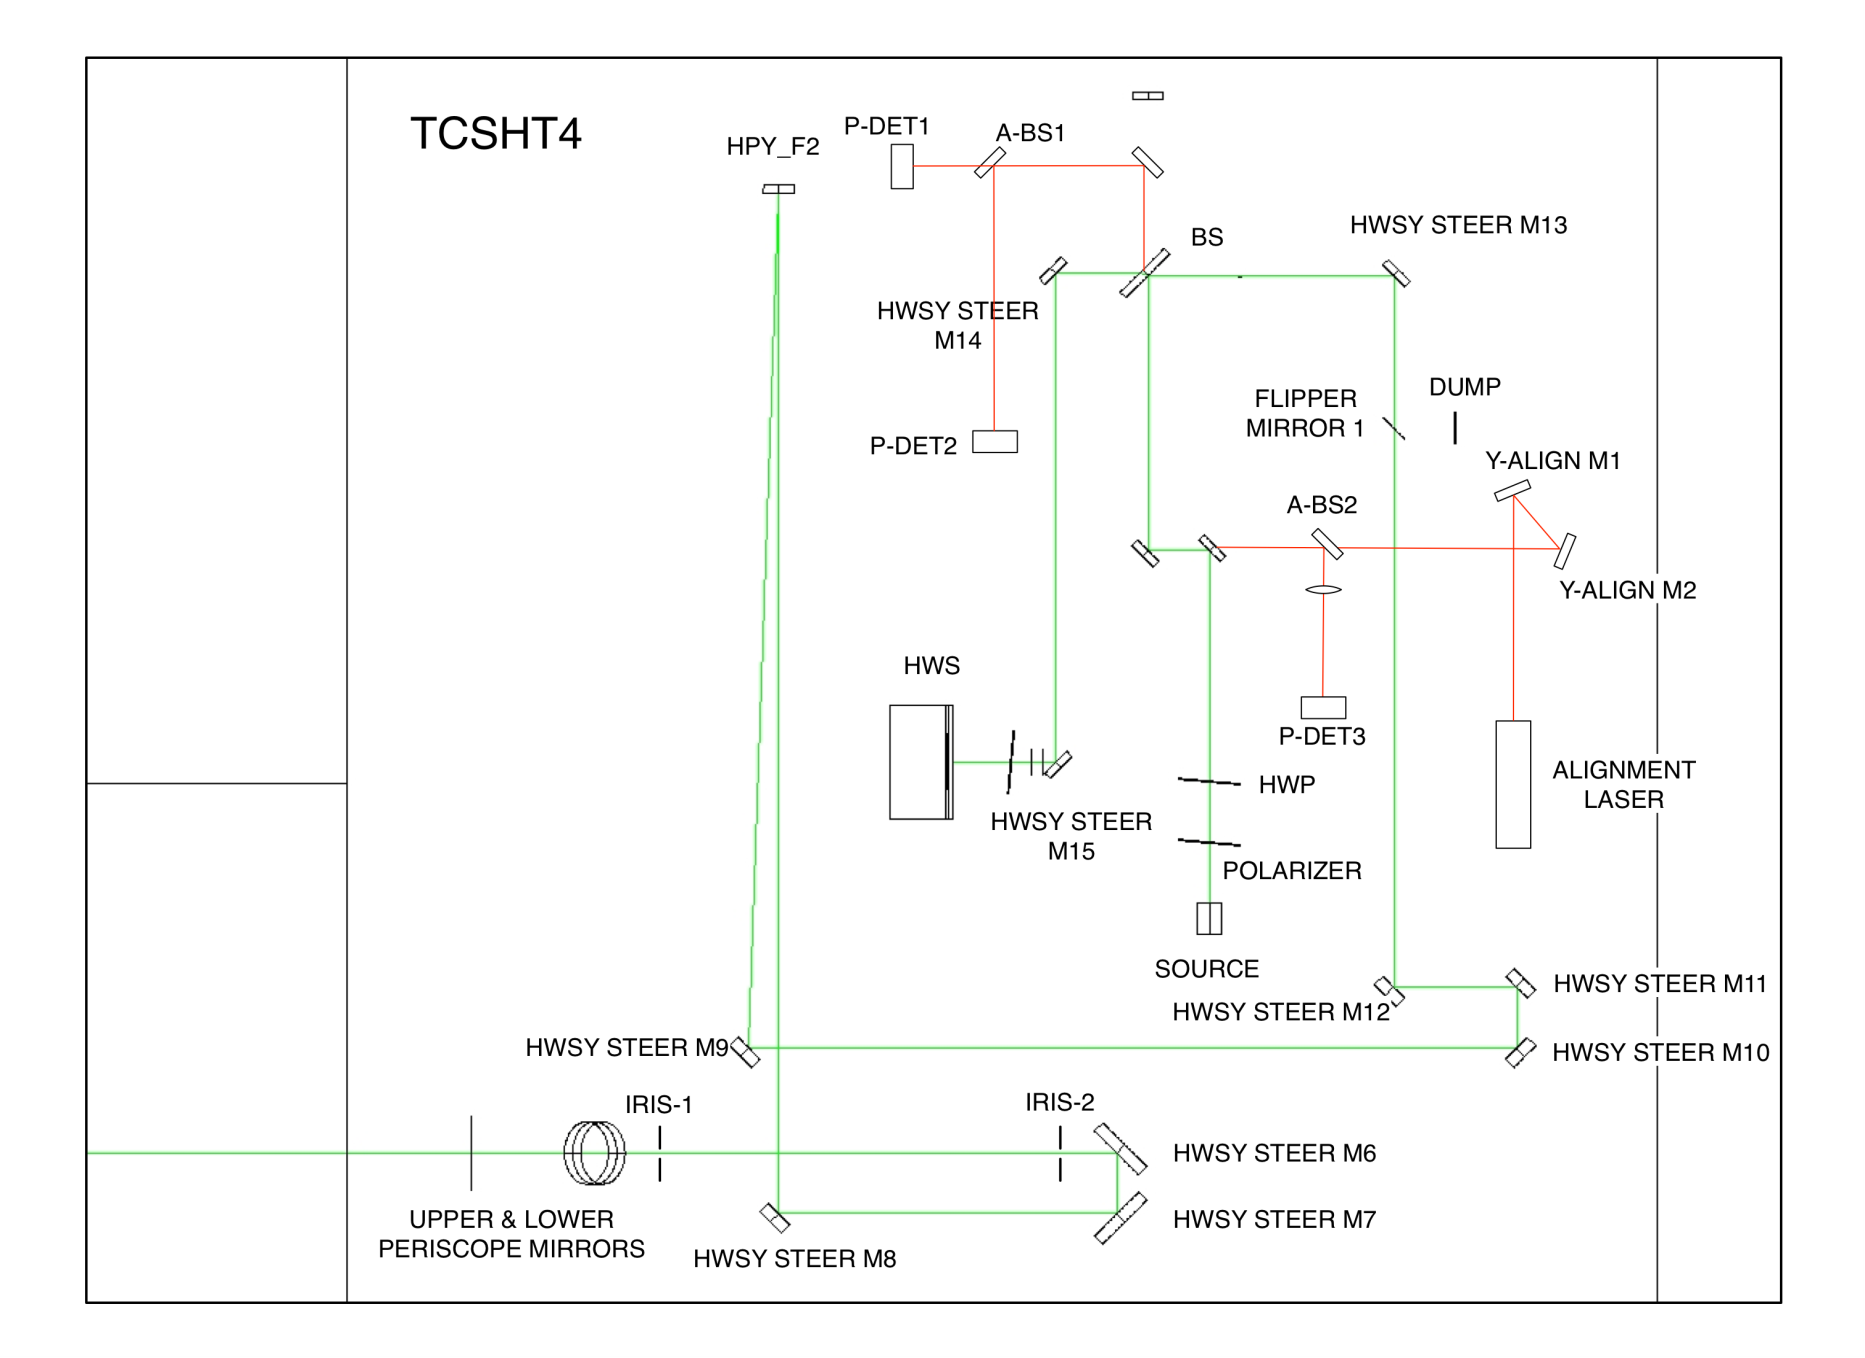 TCSHT4
HPY_F2
P-DET1
A-BS1
BS
HWSY STEER M13
HWSY STEER
M14
P-DET2
FLIPPER
MIRROR 1
DUMP
Y-ALIGN M1
A-BS2
Y-ALIGN M2
HWS
P-DET3
HWP
ALIGNMENT
LASER
HWSY STEER
M15
POLARIZER
SOURCE
HWSY STEER M11
HWSY STEER M12
HWSY STEER M9
HWSY STEER M10
IRIS-1
IRIS-2
HWSY STEER M6
UPPER & LOWER
PERISCOPE MIRRORS
HWSY STEER M7
HWSY STEER M8